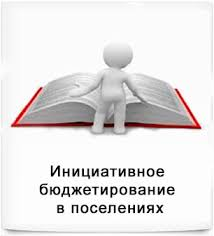 Инициативное
бюджетирование
в поселениях